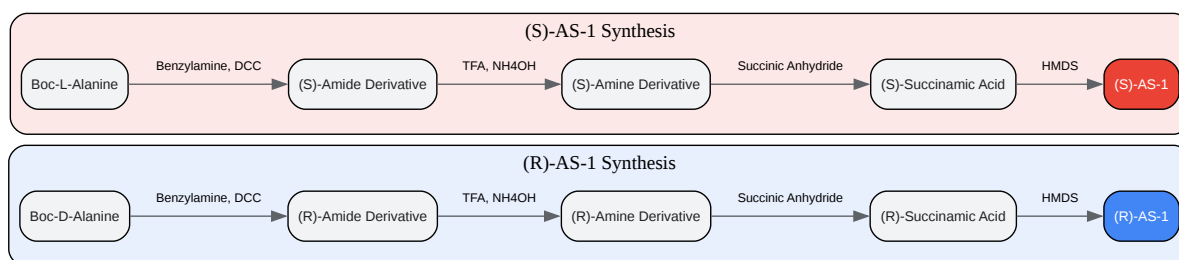 (S)-AS-1 Synthesis
Benzylamine, DCC TFA, NH4OH Succinic Anhydride HMDS
Boc-L-Alanine (S)-Amide Derivative (S)-Amine Derivative (S)-Succinamic Acid (S)-AS-1
(R)-AS-1 Synthesis
Benzylamine, DCC TFA, NH4OH Succinic Anhydride HMDS
Boc-D-Alanine (R)-Amide Derivative (R)-Amine Derivative (R)-Succinamic Acid (R)-AS-1